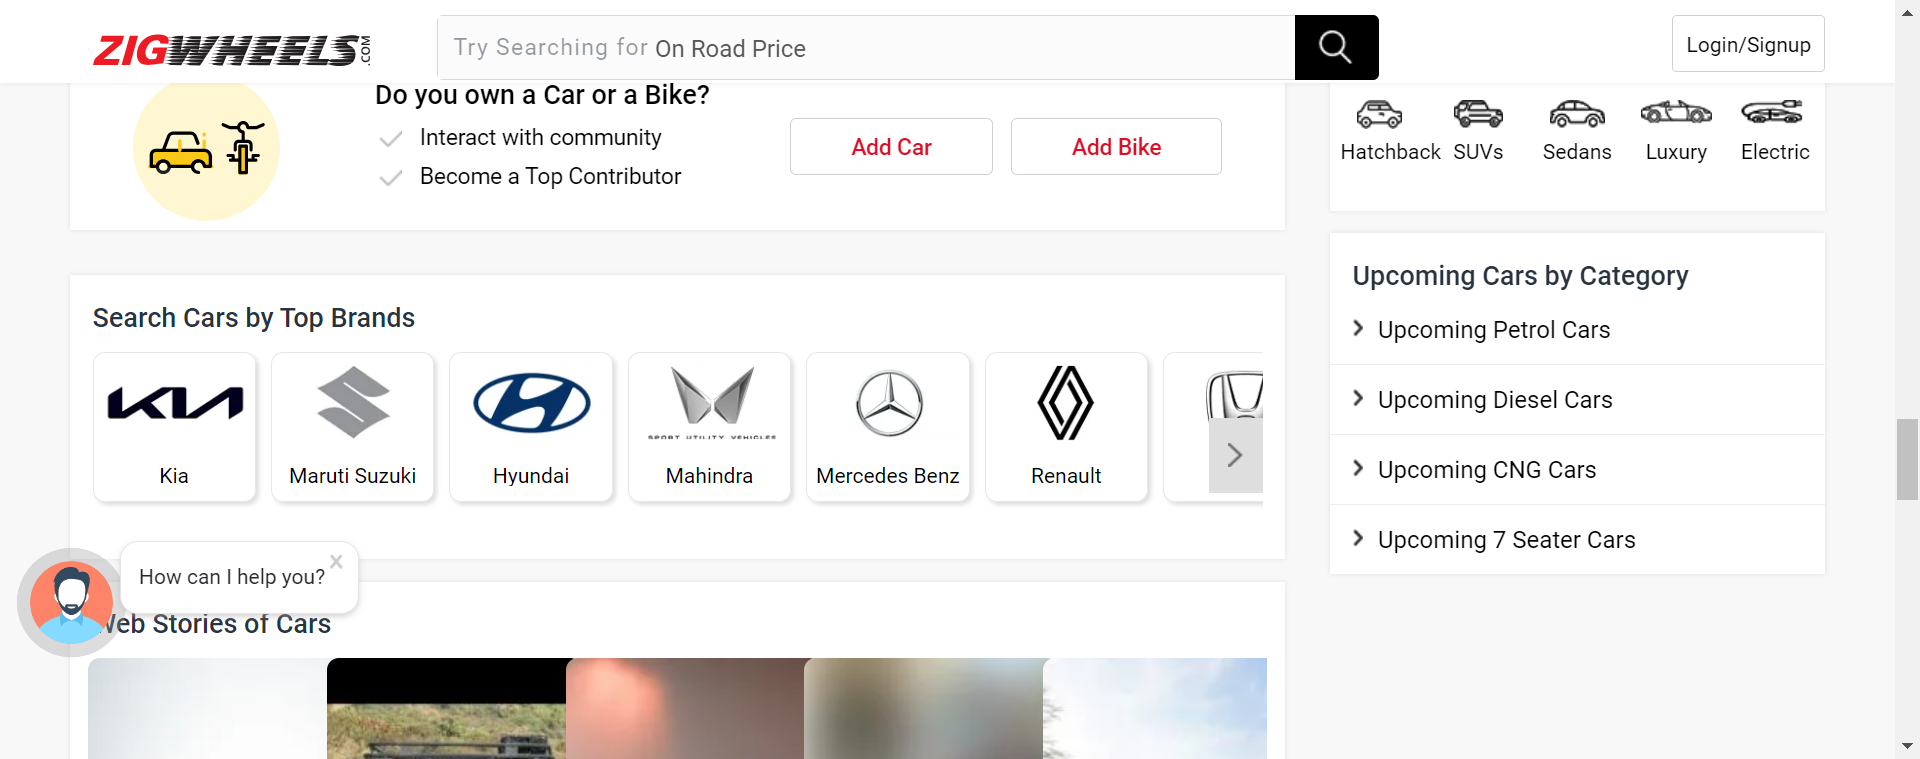 ZIGWHEELS.COM
Try Searching for On Road Price
Login/Signup
Do you own a Car or a Bike?
Interact with community
Become a Top Contributor
Add Car
Add Bike
Hatchback
SUVs
Sedans
Luxury
Electric
Search Cars by Top Brands
KIA
SPORT UTILITY VEHICLES
Kia
Maruti Suzuki
Hyundai
Mahindra
Mercedes Benz
Renault
Upcoming Cars by Category
Upcoming Petrol Cars
Upcoming Diesel Cars
Upcoming CNG Cars
Upcoming 7 Seater Cars
How can I help you?
Web Stories of Cars